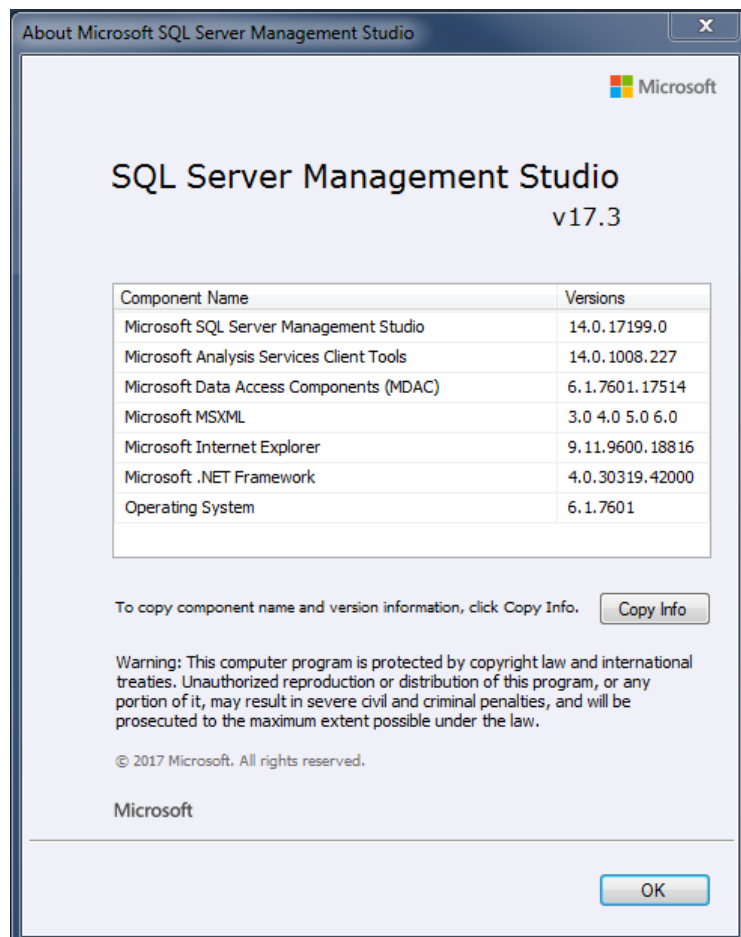 About Microsoft SQL Server Management Studio
x
Microsoft
SQL Server Management Studio
v17.3
Component Name Versions
Microsoft SQL Server Management Studio 14.0.17199.0
Microsoft Analysis Services Client Tools 14.0.1008.227
Microsoft Data Access Components (MDAC) 6.1.7601.17514
Microsoft MSXML 3.0 4.0 5.0 6.0
Microsoft Internet Explorer 9.11.9600.18816
Microsoft .NET Framework 4.0.30319.42000
Operating System 6.1.7601
To copy component name and version information, click Copy Info. Copy Info
Warning: This computer program is protected by copyright law and international
treaties. Unauthorized reproduction or distribution of this program, or any
portion of it, may result in severe civil and criminal penalties, and will be
prosecuted to the maximum extent possible under the law.
© 2017 Microsoft. All rights reserved.
Microsoft
OK